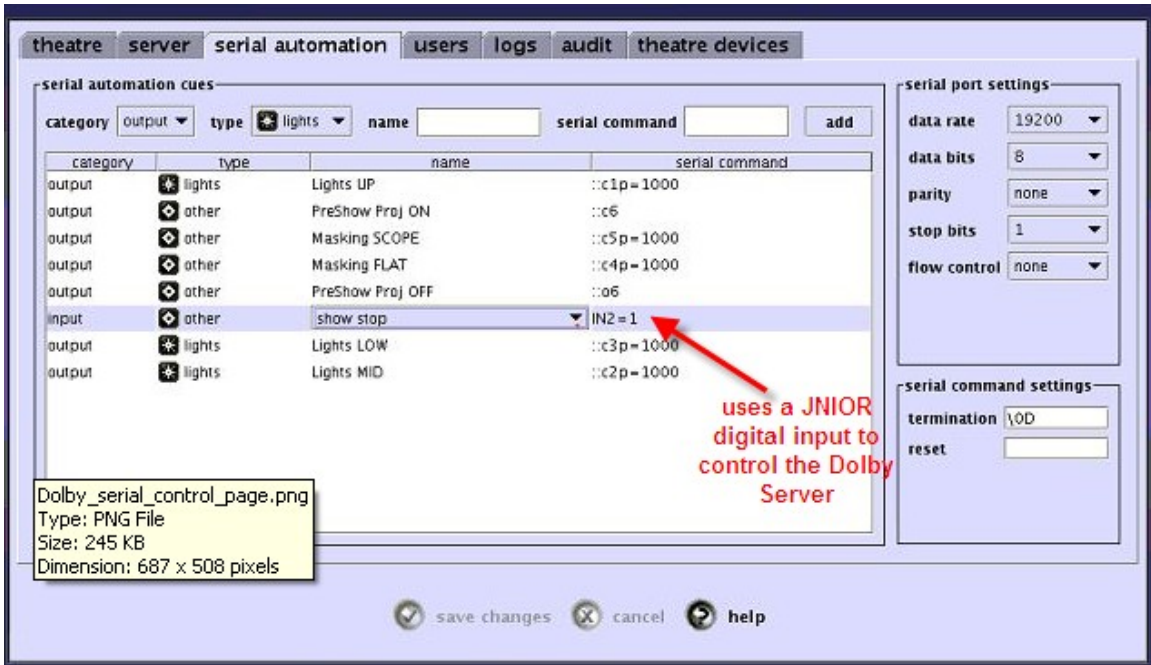 theatre server serial automation users logs audit theatre devices
serial automation cues
category output type lights name serial command add
category type name serial command
output lights Lights UP ::c1p=1000
output other PreShow Proj ON ::c6
output other Masking SCOPE ::c5p=1000
output other Masking FLAT ::c4p=1000
output other PreShow Proj OFF ::o6
input other show stop IN2=1
output lights Lights LOW ::c3p=1000
output lights Lights MID ::c2p=1000
uses a JNIOR
digital input to
control the Dolby
Server
Dolby_serial_control_page.png
Type: PNG File
Size: 245 KB
Dimension: 687 x 508 pixels
serial port settings
data rate 19200
data bits 8
parity none
stop bits 1
flow control none
serial command settings
termination \0D
reset
save changes cancel help